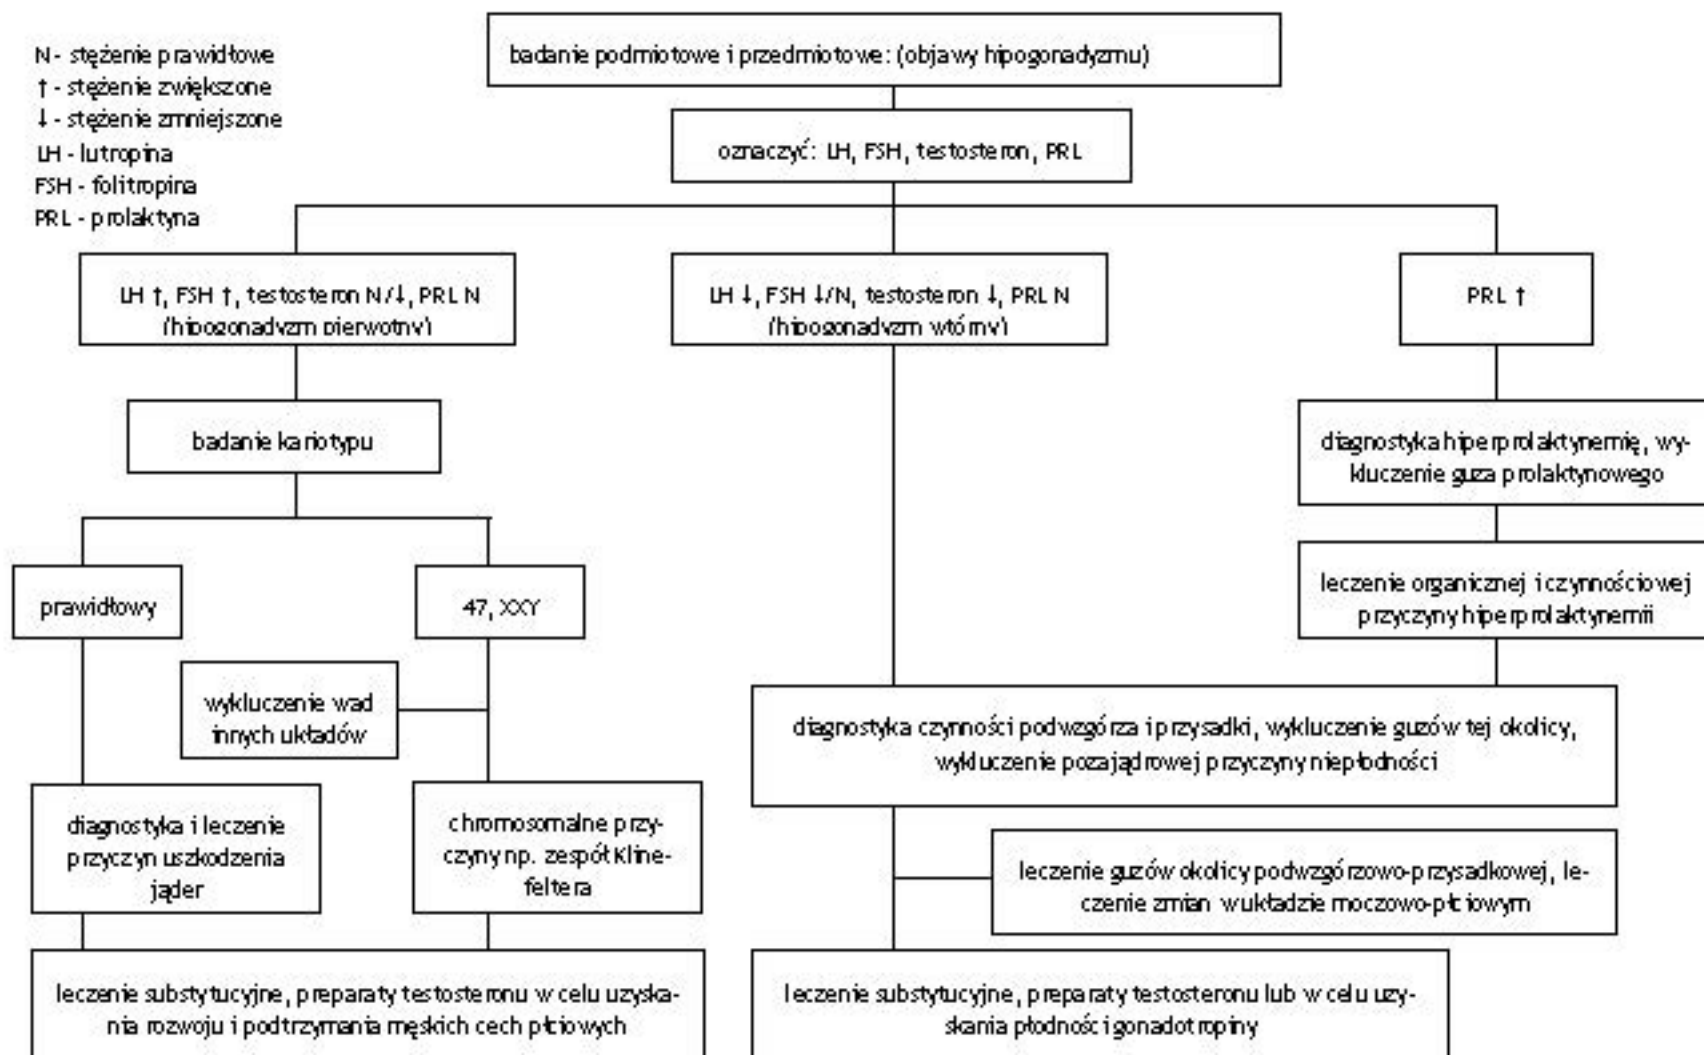 N - stężenie prawidłowe
↑ - stężenie zwiększone
↓ - stężenie zmniejszone
LH - lutropina
FSH - folitropina
PRL - prolaktyna
badanie podmiotowe i przedmiotowe: (objawy hipogonadyzmu)
oznaczyć: LH, FSH, testosteron, PRL
LH ↑, FSH ↑, testosteron N/↓, PRL N
(hipogonadyzm pierwotny)
LH ↓, FSH ↓/N, testosteron ↓, PRL N
(hipogonadyzm wtórny)
PRL ↑
badanie kariotypu
diagnostyka hiperprolaktynemię, wy-
kluczenie guza prolaktynowego
prawidłowy
47, XXY
leczenie organicznej i czynnościowej
przyczyny hiperprolaktynemii
wykluczenie wad
innych układów
diagnostyka czynności podwzgórza i przysadki, wykluczenie guzów tej okolicy,
wykluczenie pozajądrowej przyczyny niepłodności
diagnostyka i leczenie
przyczyn uszkodzenia
jąder
chromosomalne przy-
czyny np. zespół Kline-
feltera
leczenie guzów okolicy podwzgórzowo-przysadkowej, le-
czenie zmian w układzie moczowo-płciowym
leczenie substytucyjne, preparaty testosteronu w celu uzyska-
nia rozwoju i podtrzymania męskich cech płciowych
leczenie substytucyjne, preparaty testosteronu lub w celu uzy-
skania płodności gonadotropiny